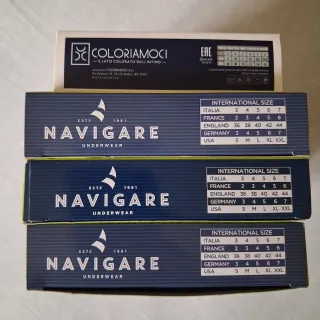 COLORIAMOCI
IL LATO COLORATO DELL'INTIMO
EAC
ESTD 1961
NAVIGARE
UNDERWEAR
INTERNATIONAL SIZE
ITALIA 3 4 5 6 7
FRANCE 2 3 4 5 6
ENGLAND 36 38 40 42 44
GERMANY 3 4 5 6 7
USA S M L XL XXL
ESTD 1961
NAVIGARE
UNDERWEAR
INTERNATIONAL SIZE
ITALIA 3 4 5 6 7
FRANCE 2 3 4 5 6
ENGLAND 36 38 40 42 44
GERMANY 3 4 5 6 7
USA S M L XL XXL
ESTD 1961
NAVIGARE
UNDERWEAR
INTERNATIONAL SIZE
ITALIA 3 4 5 6 7
FRANCE 2 3 4 5 6
ENGLAND 36 38 40 42 44
GERMANY 3 4 5 6 7
USA S M L XL XXL